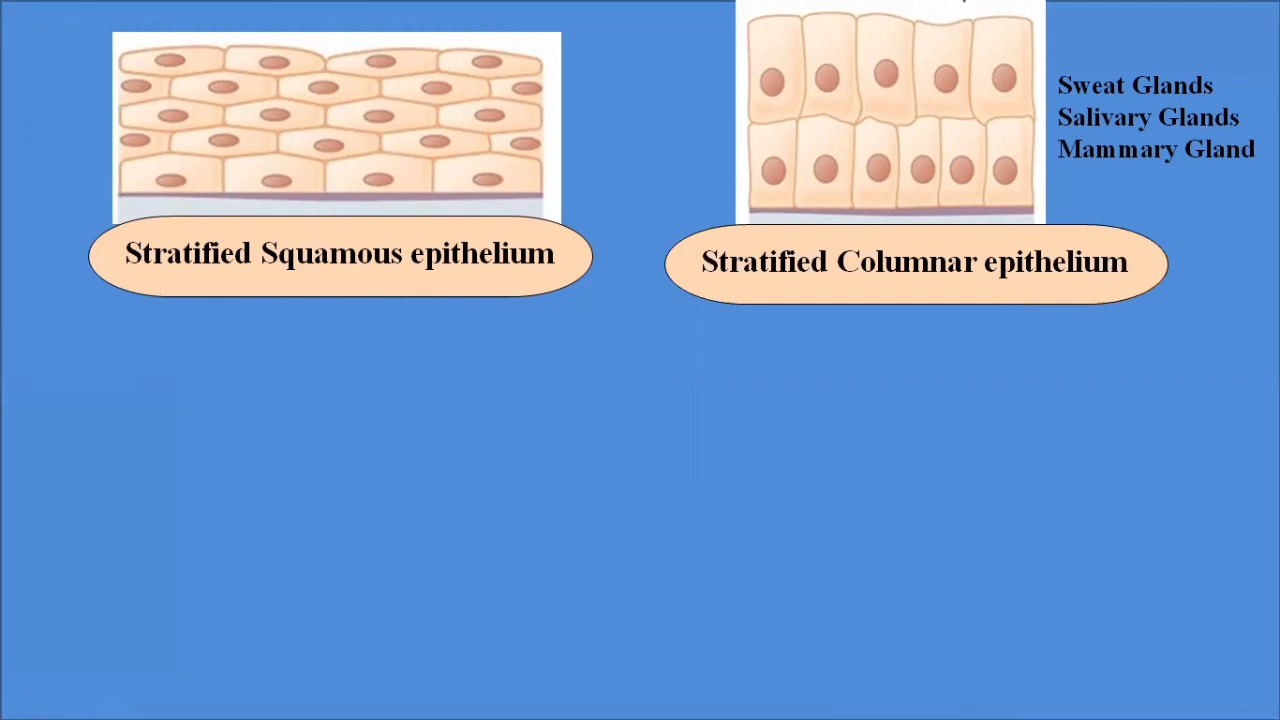 Sweat Glands
Salivary Glands
Mammary Gland
Stratified Squamous epithelium
Stratified Columnar epithelium